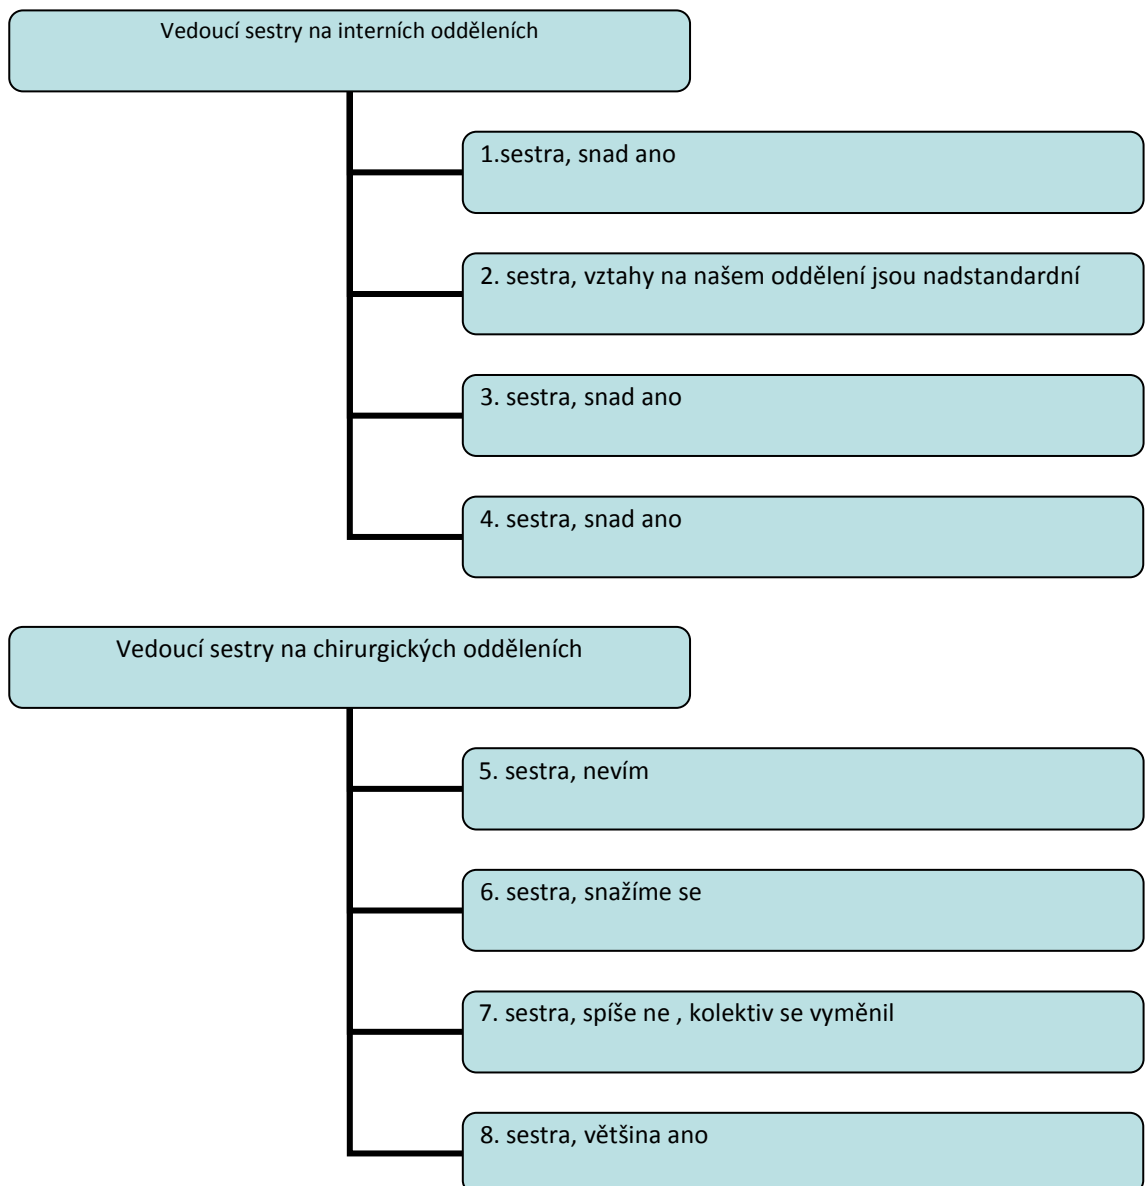 Vedoucí sestry na interních odděleních
1.sestra, snad ano
2. sestra, vztahy na našem oddělení jsou nadstandardní
3. sestra, snad ano
4. sestra, snad ano
Vedoucí sestry na chirurgických odděleních
5. sestra, nevím
6. sestra, snažíme se
7. sestra, spíše ne , kolektiv se vyměnil
8. sestra, většina ano